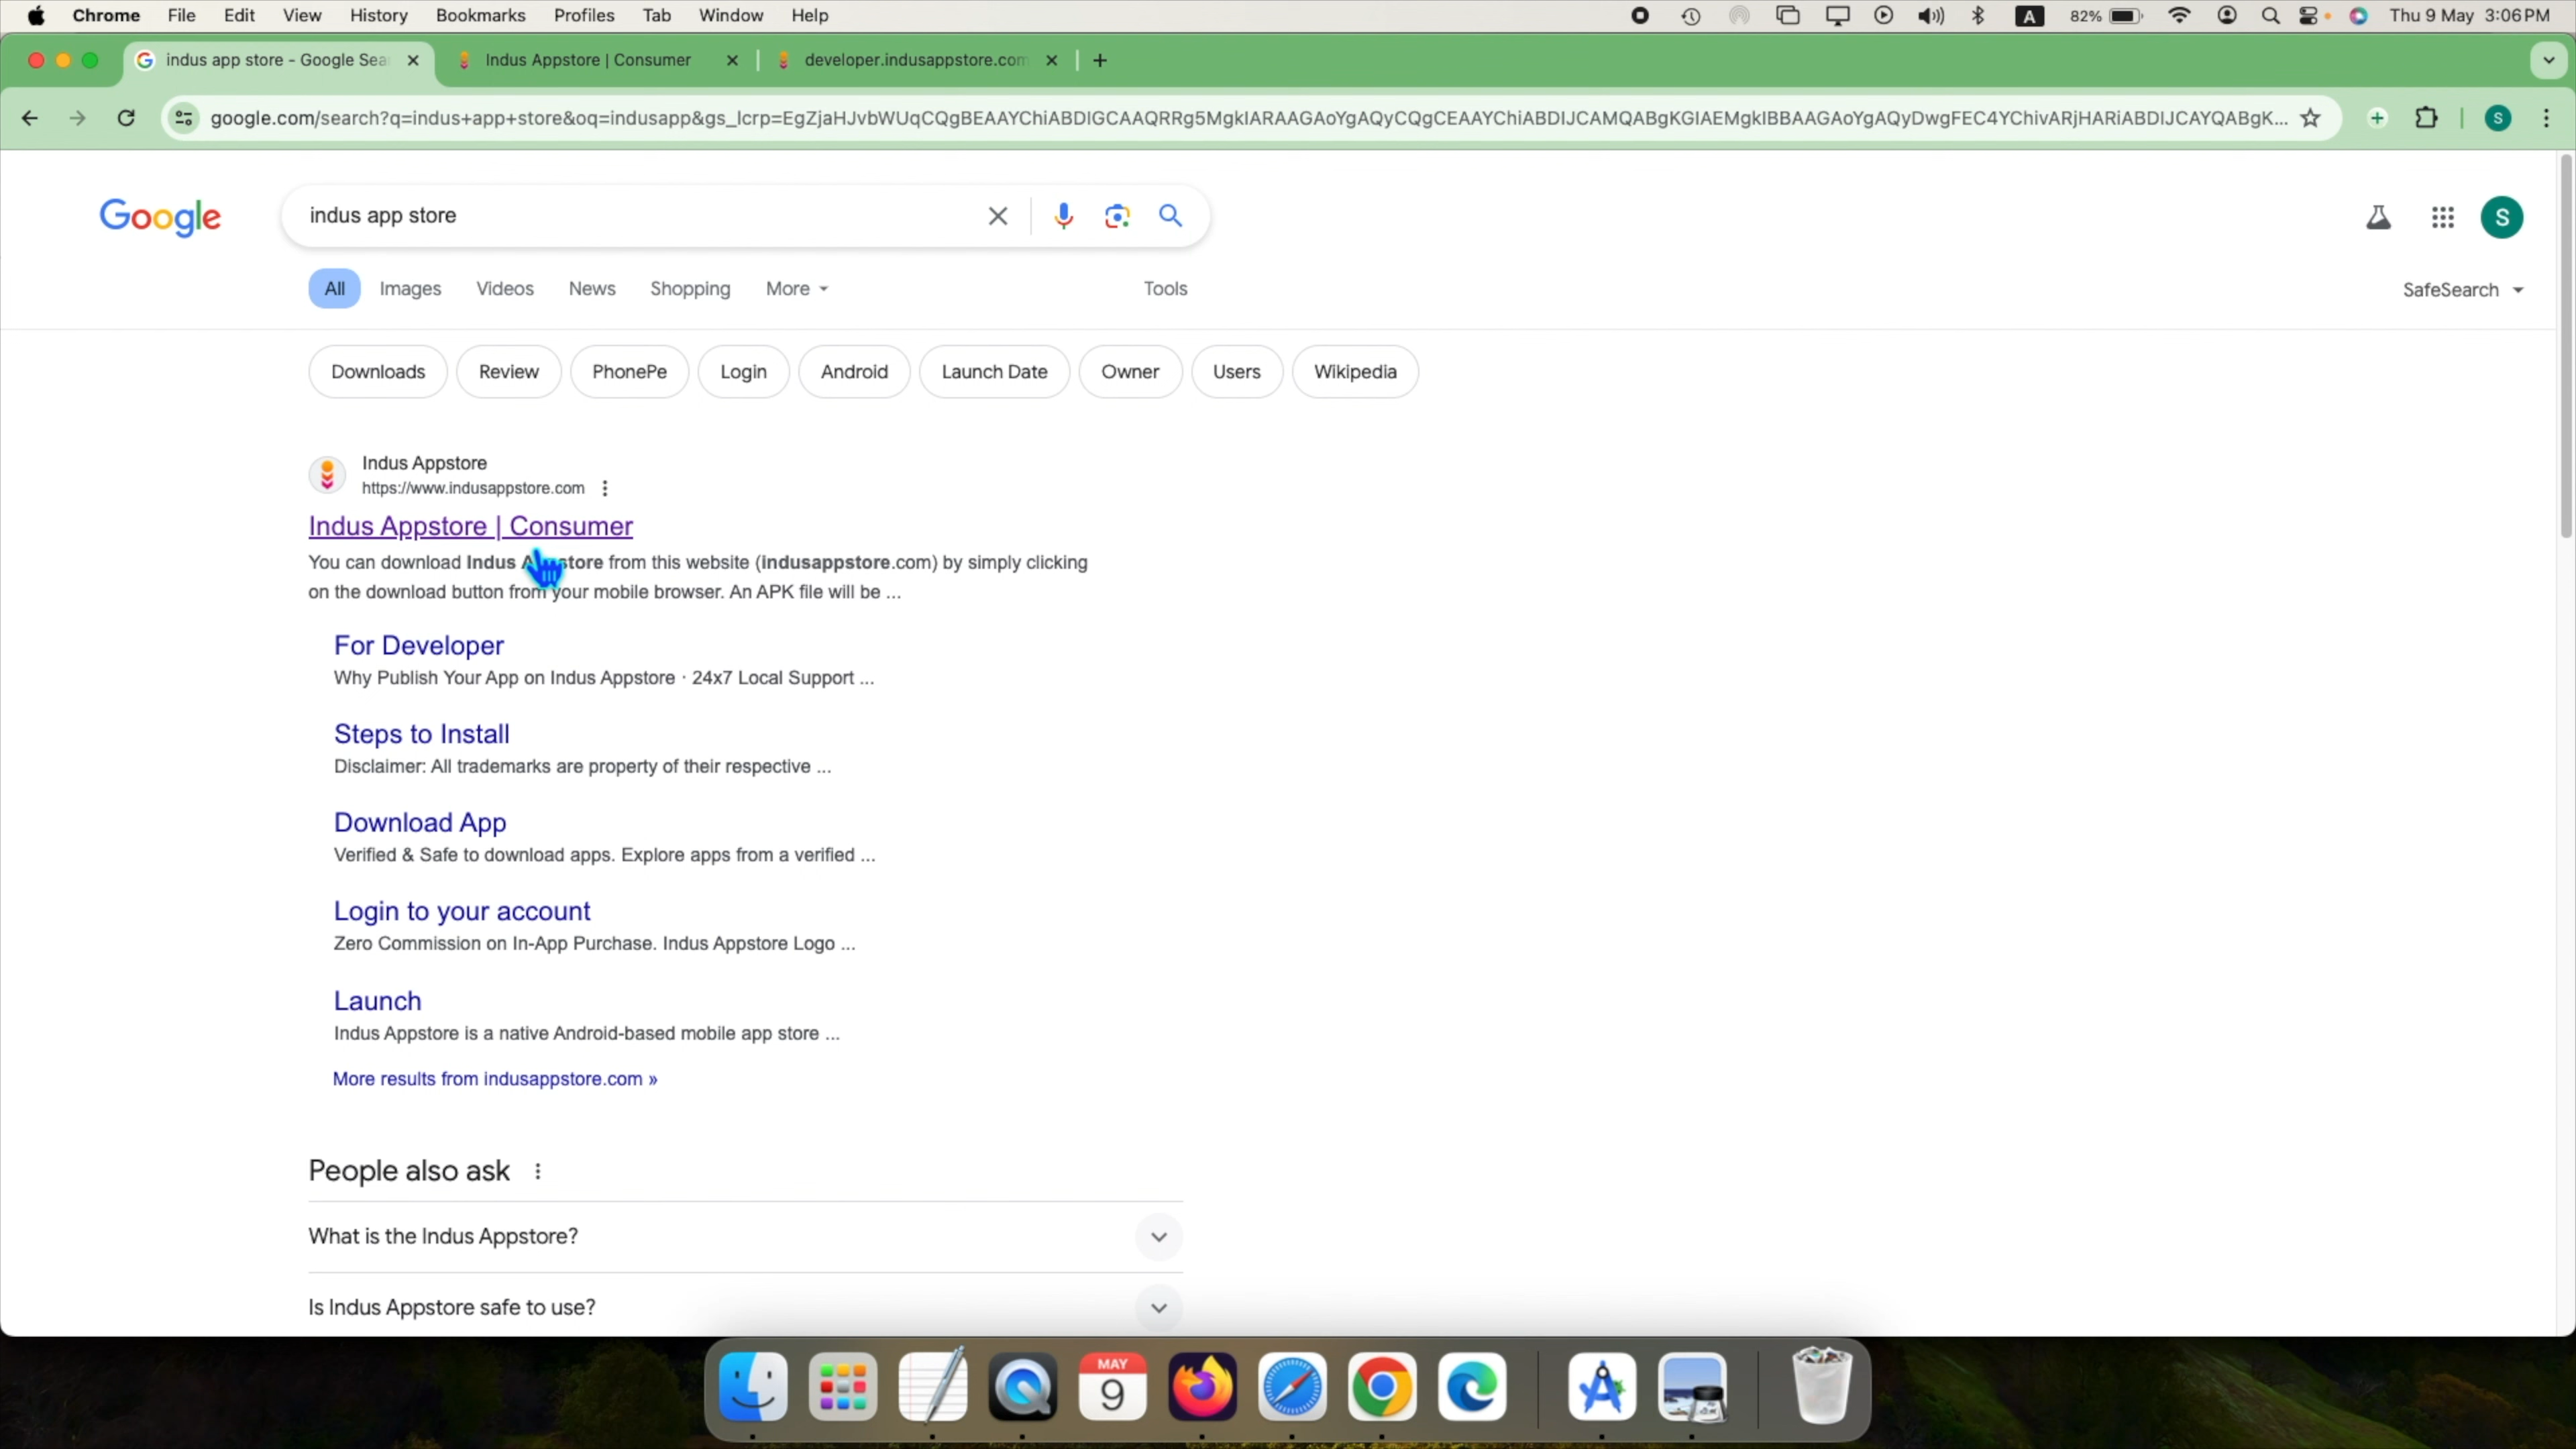 Chrome File Edit View History Bookmarks Profiles Tab Window Help A 82% Thu 9 May 3:06 PM
indus app store - Google Sea Indus Appstore | Consumer developer.indusappstore.com
google.com/search?q=indus+app+store&oq=indusapp&gs_lcrp=
Google indus app store S
All Images Videos News Shopping More Tools SafeSearch
Downloads Review PhonePe Login Android Launch Date Owner Users Wikipedia
Indus Appstore
https://www.indusappstore.com
Indus Appstore | Consumer
You can download Indus Appstore from this website (indusappstore.com) by simply clicking
on the download button from your mobile browser. An APK file will be ...
For Developer
Why Publish Your App on Indus Appstore · 24x7 Local Support ...
Steps to Install
Disclaimer: All trademarks are property of their respective ...
Download App
Verified & Safe to download apps. Explore apps from a verified ...
Login to your account
Zero Commission on In-App Purchase. Indus Appstore Logo ...
Launch
Indus Appstore is a native Android-based mobile app store ...
More results from indusappstore.com »
People also ask
What is the Indus Appstore?
Is Indus Appstore safe to use?
MAY
9